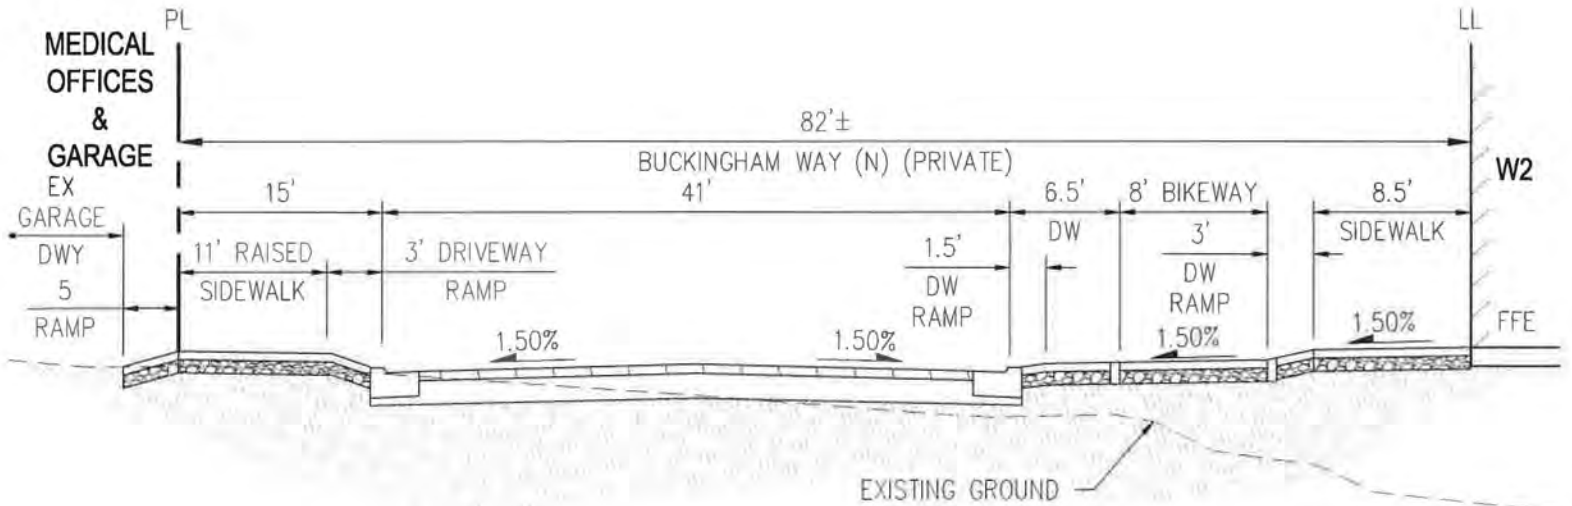 PL
LL
MEDICAL
OFFICES
&
GARAGE
82'±
BUCKINGHAM WAY (N) (PRIVATE)
W2
EX
GARAGE
DWY
5
RAMP
15'
41'
6.5'
DW
8' BIKEWAY
8.5'
SIDEWALK
11' RAISED
SIDEWALK
3' DRIVEWAY
RAMP
1.5'
DW
RAMP
3'
DW
RAMP
1.50%
1.50%
1.50%
1.50%
FFE
EXISTING GROUND